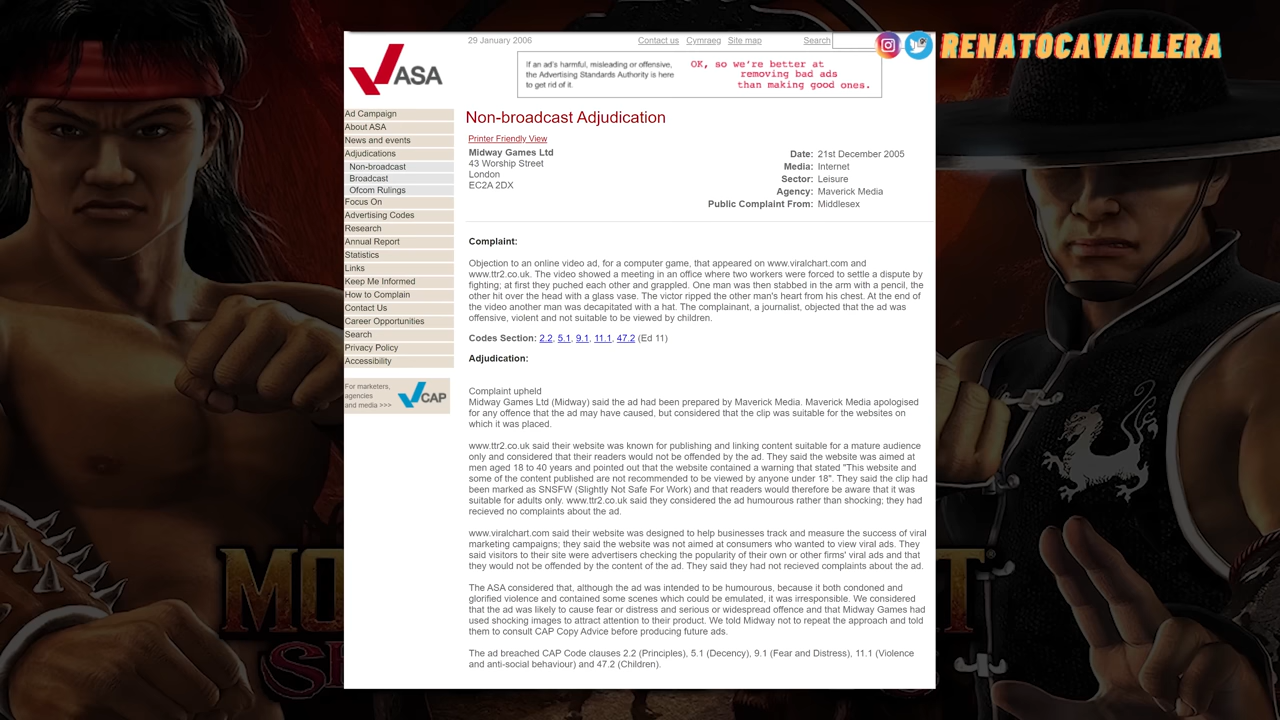 29 January 2006
Contact us Cymraeg Site map
Search
RENATOCAVALLERA
ASA
If an ad's harmful, misleading or offensive,
the Advertising Standards Authority is here
to get rid of it.
OK, so we're better at
removing bad ads
than making good ones.
Ad Campaign
About ASA
News and events
Adjudications
Non-broadcast
Broadcast
Ofcom Rulings
Focus On
Advertising Codes
Research
Annual Report
Statistics
Links
Keep Me Informed
How to Complain
Contact Us
Career Opportunities
Search
Privacy Policy
Accessibility
For marketers,
agencies
and media >>>
CAP
Non-broadcast Adjudication
Printer Friendly View
Midway Games Ltd
43 Worship Street
London
EC2A 2DX
Date: 21st December 2005
Media: Internet
Sector: Leisure
Agency: Maverick Media
Public Complaint From: Middlesex
Complaint:
Objection to an online video ad, for a computer game, that appeared on www.viralchart.com and
www.ttr2.co.uk. The video showed a meeting in an office where two workers were forced to settle a dispute by
fighting; at first they puched each other and grappled. One man was then stabbed in the arm with a pencil, the
other hit over the head with a glass vase. The victor ripped the other man's heart from his chest. At the end of
the video another man was decapitated with a hat. The complainant, a journalist, objected that the ad was
offensive, violent and not suitable to be viewed by children.
Codes Section: 2.2, 5.1, 9.1, 11.1, 47.2 (Ed 11)
Adjudication:
Complaint upheld
Midway Games Ltd (Midway) said the ad had been prepared by Maverick Media. Maverick Media apologised
for any offence that the ad may have caused, but considered that the clip was suitable for the websites on
which it was placed.
www.ttr2.co.uk said their website was known for publishing and linking content suitable for a mature audience
only and considered that their readers would not be offended by the ad. They said the website was aimed at
men aged 18 to 40 years and pointed out that the website contained a warning that stated "This website and
some of the content published are not recommended to be viewed by anyone under 18". They said the clip had
been marked as SNSFW (Slightly Not Safe For Work) and that readers would therefore be aware that it was
suitable for adults only. www.ttr2.co.uk said they considered the ad humourous rather than shocking; they had
recieved no complaints about the ad.
www.viralchart.com said their website was designed to help businesses track and measure the success of viral
marketing campaigns; they said the website was not aimed at consumers who wanted to view viral ads. They
said visitors to their site were advertisers checking the popularity of their own or other firms' viral ads and that
they would not be offended by the content of the ad. They said they had not recieved complaints about the ad.
The ASA considered that, although the ad was intended to be humourous, because it both condoned and
glorified violence and contained some scenes which could be emulated, it was irresponsible. We considered
that the ad was likely to cause fear or distress and serious or widespread offence and that Midway Games had
used shocking images to attract attention to their product. We told Midway not to repeat the approach and told
them to consult CAP Copy Advice before producing future ads.
The ad breached CAP Code clauses 2.2 (Principles), 5.1 (Decency), 9.1 (Fear and Distress), 11.1 (Violence
and anti-social behaviour) and 47.2 (Children).